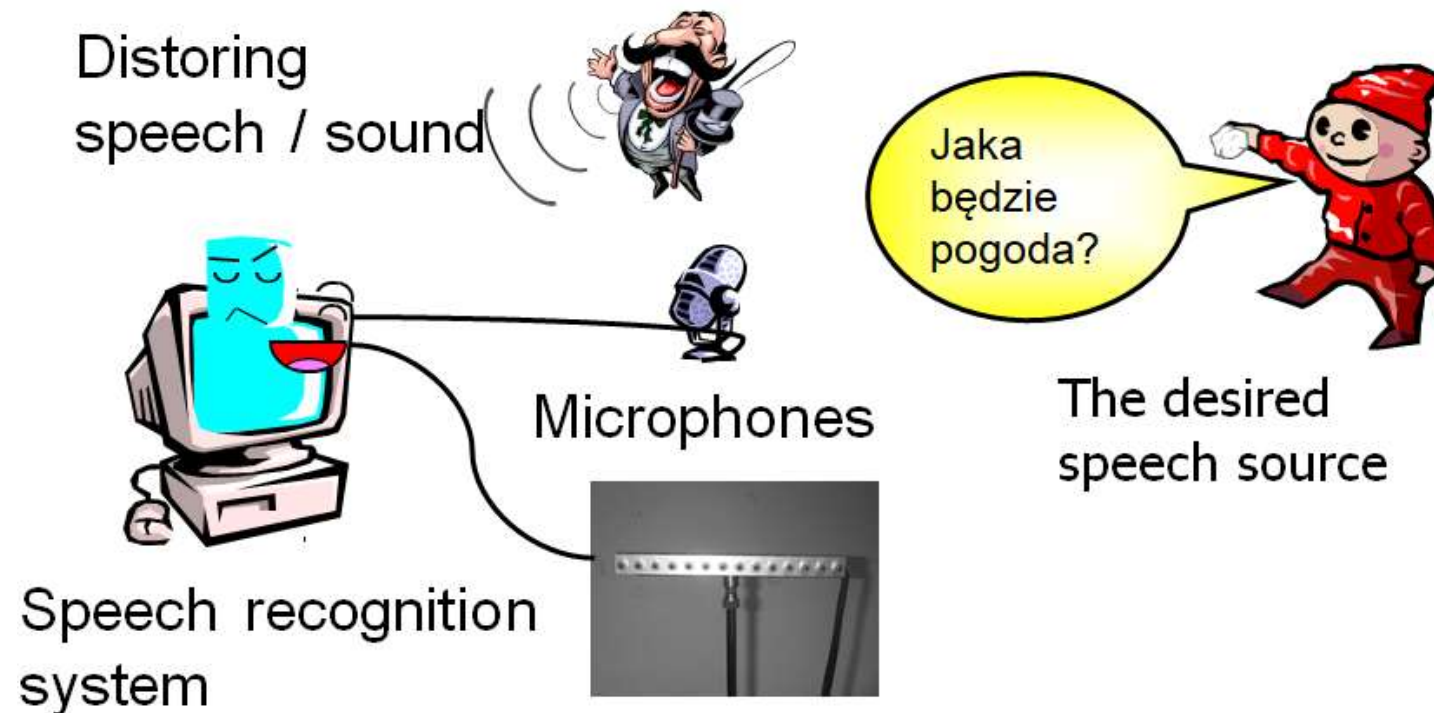 Distoring
speech / sound
Jaka
będzie
pogoda?
Microphones
The desired
speech source
Speech recognition
system